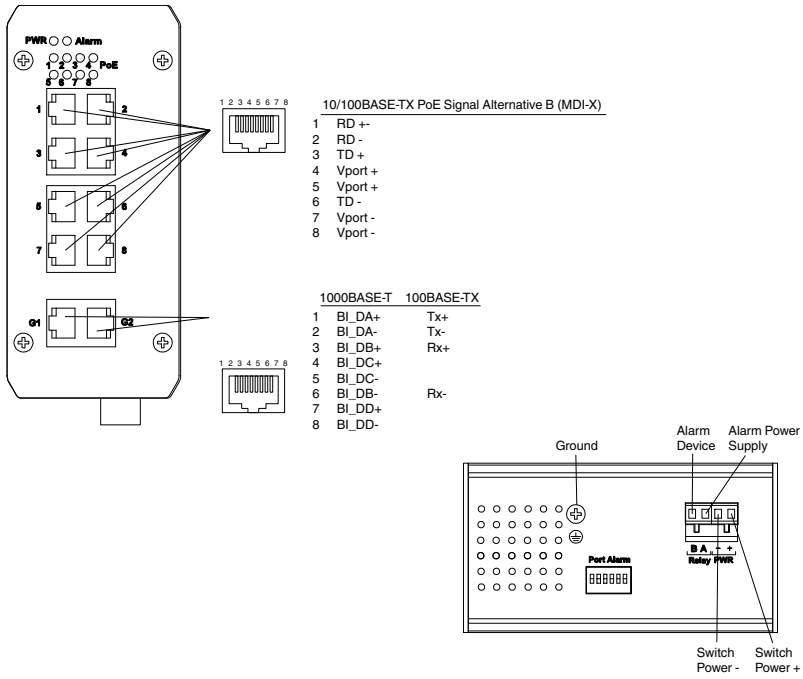 PWR Alarm
1 2 3 4 PoE
5 6 7 8
1 2
3 4
5 6
7 8
G1 G2
1 2 3 4 5 6 7 8
10/100BASE-TX PoE Signal Alternative B (MDI-X)
1 RD +-
2 RD -
3 TD +
4 Vport +
5 Vport +
6 TD -
7 Vport -
8 Vport -
1 2 3 4 5 6 7 8
1000BASE-T 100BASE-TX
1 BI_DA+ Tx+
2 BI_DA- Tx-
3 BI_DB+ Rx+
4 BI_DC+
5 BI_DC-
6 BI_DB- Rx-
7 BI_DD+
8 BI_DD-
Ground
Alarm
Device
Alarm Power
Supply
B A - +
Relay PWR
Port Alarm
Switch
Power -
Switch
Power +